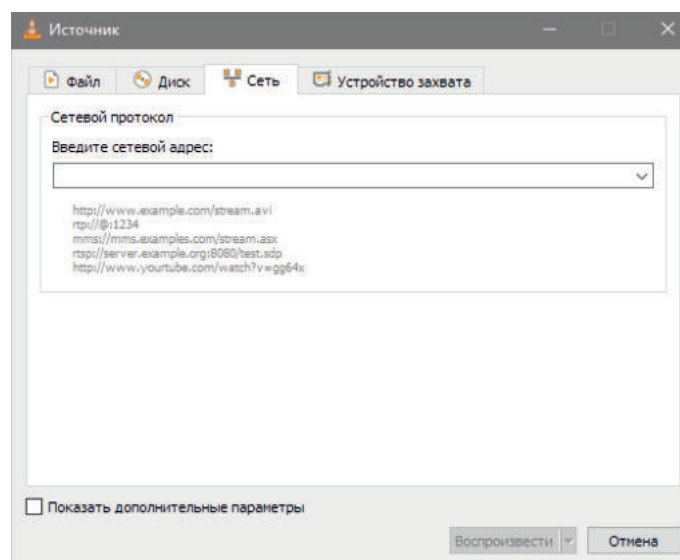 Источник
Файл Диск Сеть Устройство захвата
Сетевой протокол
Введите сетевой адрес:
http://www.example.com/stream.avi
rtp://@:1234
mms://mms.examples.com/stream.asx
rtsp://server.example.org:8080/test.sdp
http://www.yourtube.com/watch?v=gg64x
Показать дополнительные параметры
Воспроизвести Отмена